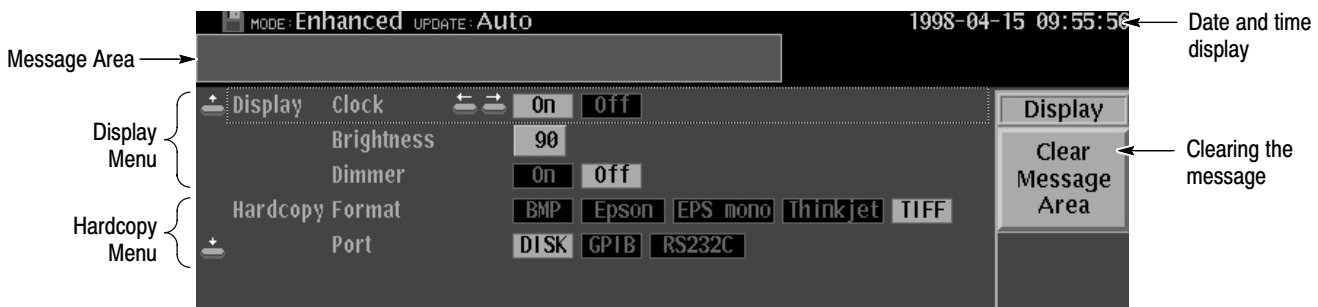 MODE: Enhanced UPDATE: Auto 1998-04-15 09:55:56
Date and time
display
Message Area
Display
Menu
Display Clock On Off
Brightness 90
Dimmer On Off
Display
Clear
Message
Area
Clearing the
message
Hardcopy
Menu
Hardcopy Format BMP Epson EPS mono Thinkjet TIFF
Port DISK GPIB RS232C